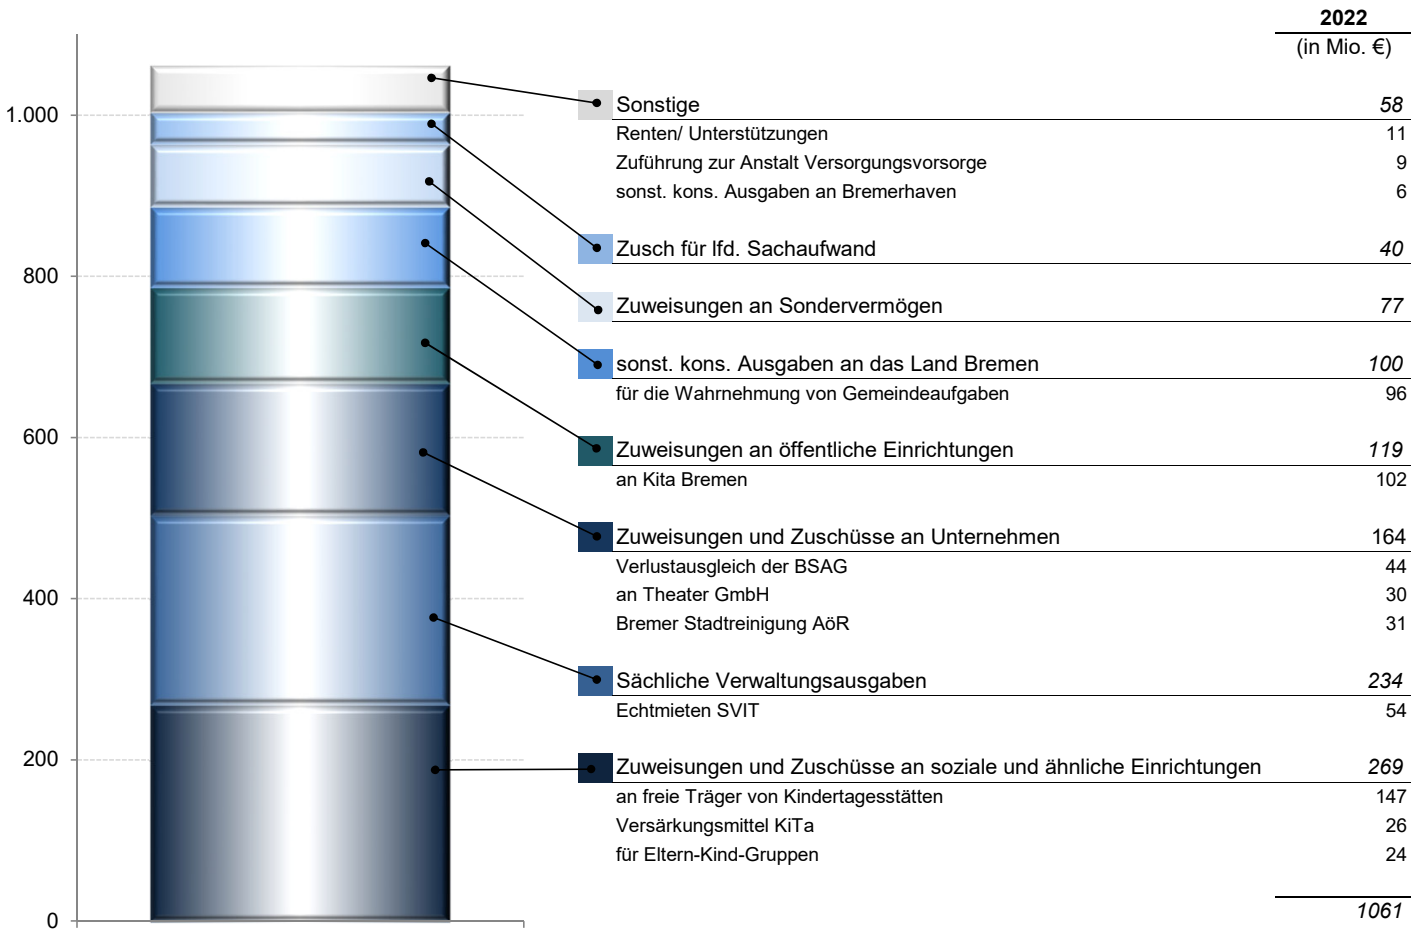 2022
(in Mio. €)
1.000
800
600
400
200
0
Sonstige 58
Renten/ Unterstützungen 11
Zuführung zur Anstalt Versorgungsvorsorge 9
sonst. kons. Ausgaben an Bremerhaven 6
Zusch für lfd. Sachaufwand 40
Zuweisungen an Sondervermögen 77
sonst. kons. Ausgaben an das Land Bremen 100
für die Wahrnehmung von Gemeindeaufgaben 96
Zuweisungen an öffentliche Einrichtungen 119
an Kita Bremen 102
Zuweisungen und Zuschüsse an Unternehmen 164
Verlustausgleich der BSAG 44
an Theater GmbH 30
Bremer Stadtreinigung AöR 31
Sächliche Verwaltungsausgaben 234
Echtmieten SVIT 54
Zuweisungen und Zuschüsse an soziale und ähnliche Einrichtungen 269
an freie Träger von Kindertagesstätten 147
Versärkungsmittel KiTa 26
für Eltern-Kind-Gruppen 24
1061